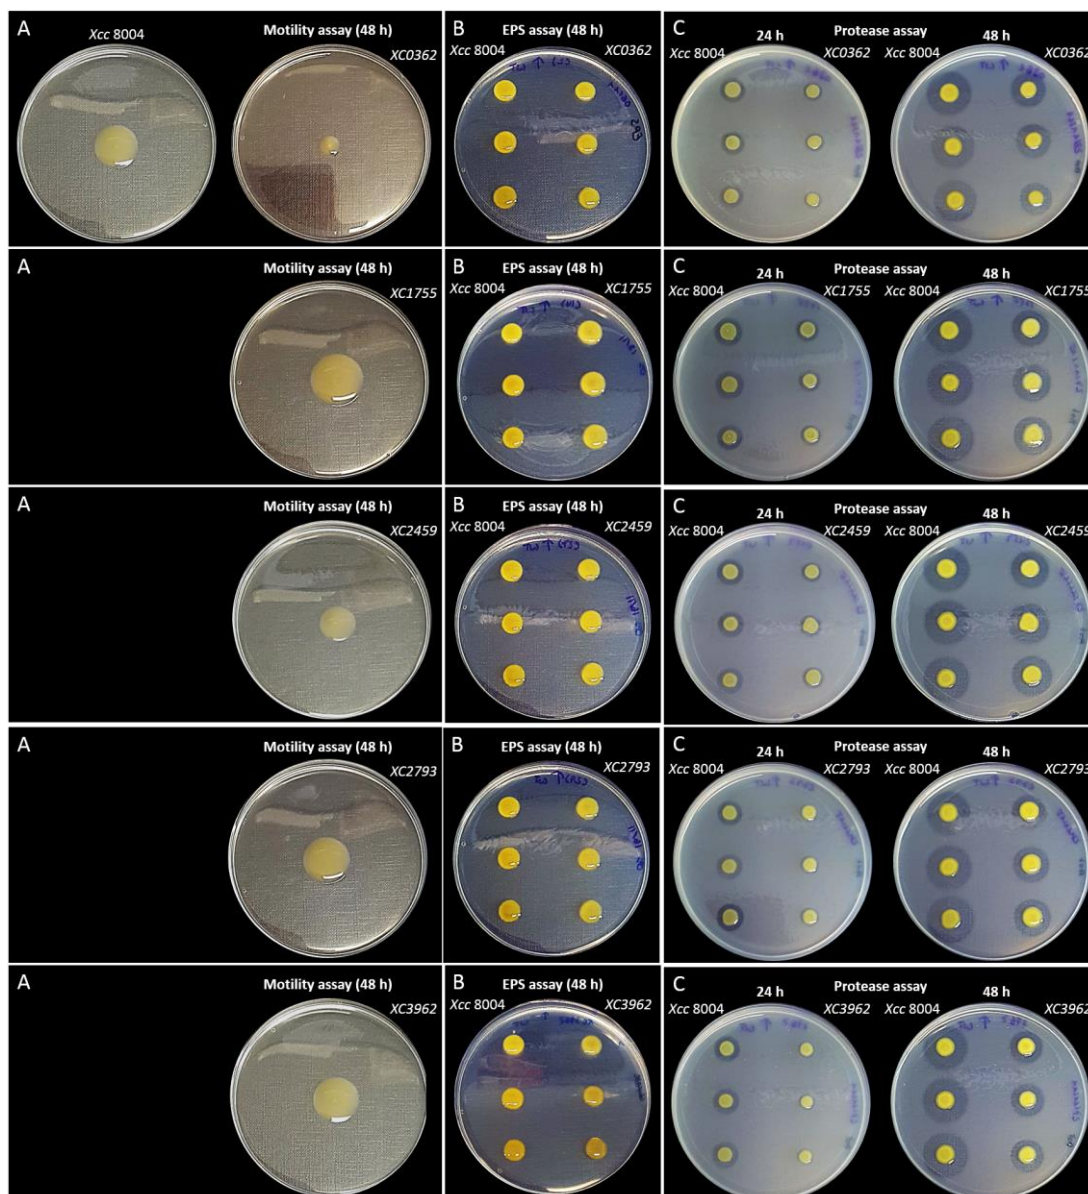 A
Xcc 8004
Motility assay (48 h)
XC0362
B
EPS assay (48 h)
Xcc 8004
XC0362
C
Protease assay
24 h
48 h
Xcc 8004
XC0362
Xcc 8004
XC0362
A
Motility assay (48 h)
XC1755
B
EPS assay (48 h)
Xcc 8004
XC1755
C
Protease assay
24 h
48 h
Xcc 8004
XC1755
Xcc 8004
XC1755
A
Motility assay (48 h)
XC2459
B
EPS assay (48 h)
Xcc 8004
XC2459
C
Protease assay
24 h
48 h
Xcc 8004
XC2459
Xcc 8004
XC2459
A
Motility assay (48 h)
XC2793
B
EPS assay (48 h)
Xcc 8004
XC2793
C
Protease assay
24 h
48 h
Xcc 8004
XC2793
Xcc 8004
XC2793
A
Motility assay (48 h)
XC3962
B
EPS assay (48 h)
Xcc 8004
XC3962
C
Protease assay
24 h
48 h
Xcc 8004
XC3962
Xcc 8004
XC3962